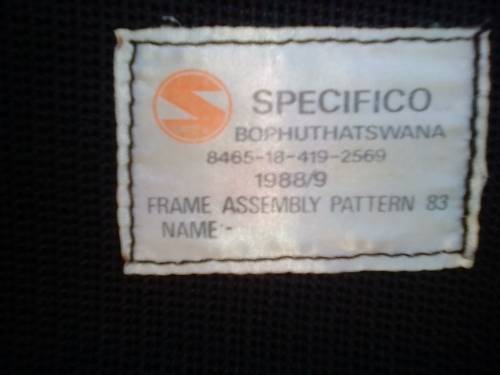 SPECIFICO
BOPHUTHATSWANA
8465-18-419-2569
1988/9
FRAME ASSEMBLY PATTERN 83
NAME:-